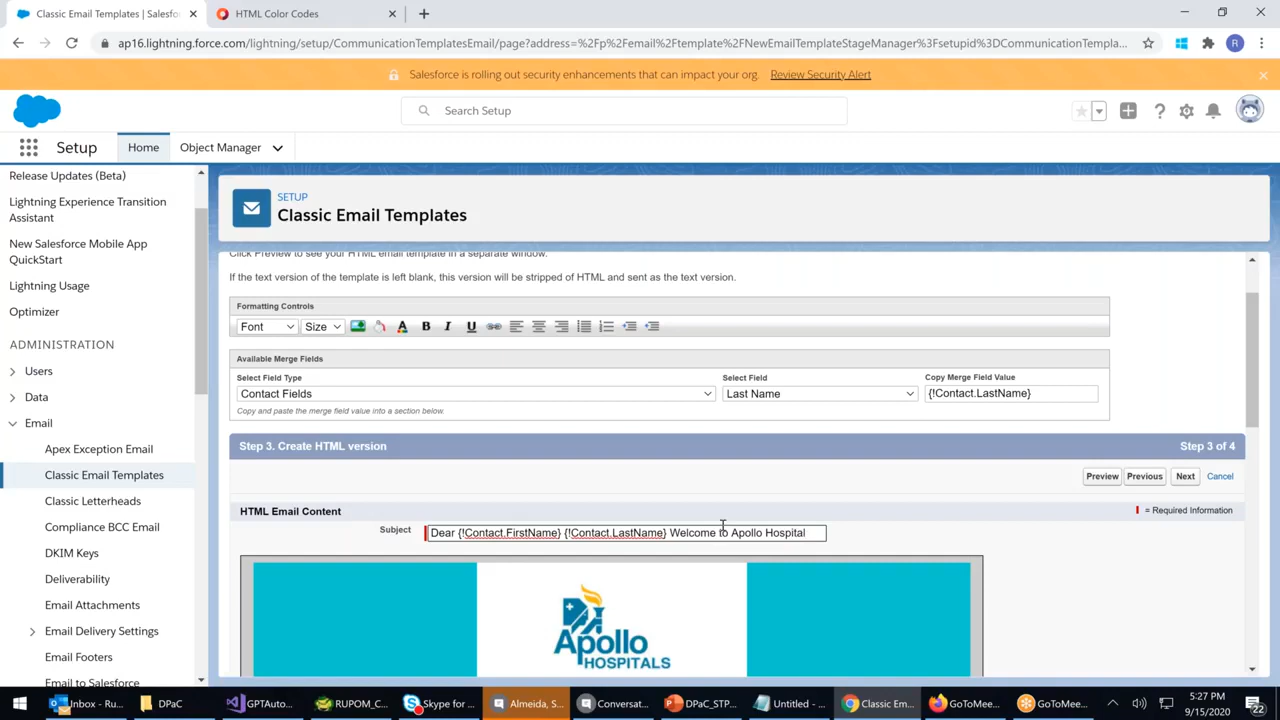 Classic Email Templates | Salesfo
HTML Color Codes
ap16.lightning.force.com/lightning/setup/CommunicationTemplatesEmail/page?address=%2Fp%2Femail%2Ftemplate%2FNewEmailTemplateStageManager%3Fsetupid%3DCommunicationTempla...
R
Salesforce is rolling out security enhancements that can impact your org. Review Security Alert
Search Setup
Setup
Home
Object Manager
Release Updates (Beta)
Lightning Experience Transition
Assistant
New Salesforce Mobile App
QuickStart
Lightning Usage
Optimizer
ADMINISTRATION
Users
Data
Email
Apex Exception Email
Classic Email Templates
Classic Letterheads
Compliance BCC Email
DKIM Keys
Deliverability
Email Attachments
Email Delivery Settings
Email Footers
Email to Salesforce
SETUP
Classic Email Templates
Click Preview to see your HTML email template in a separate window.
If the text version of the template is left blank, this version will be stripped of HTML and sent as the text version.
Formatting Controls
Font
Size
A B I U
Available Merge Fields
Select Field Type
Select Field
Copy Merge Field Value
Contact Fields
Last Name
{!Contact.LastName}
Copy and paste the merge field value into a section below.
Step 3. Create HTML version
Step 3 of 4
Preview
Previous
Next
Cancel
HTML Email Content
= Required Information
Subject
Dear {!Contact.FirstName} {!Contact.LastName} Welcome to Apollo Hospital
Apollo
HOSPITALS
Inbox - Ru...
DPaC
GPTAuto...
RUPOM_C...
Skype for ...
Almeida, S...
Conversat...
DPaC_STP...
Untitled - ...
Classic Em...
GoToMee...
GoToMee...
5:27 PM
9/15/2020
22